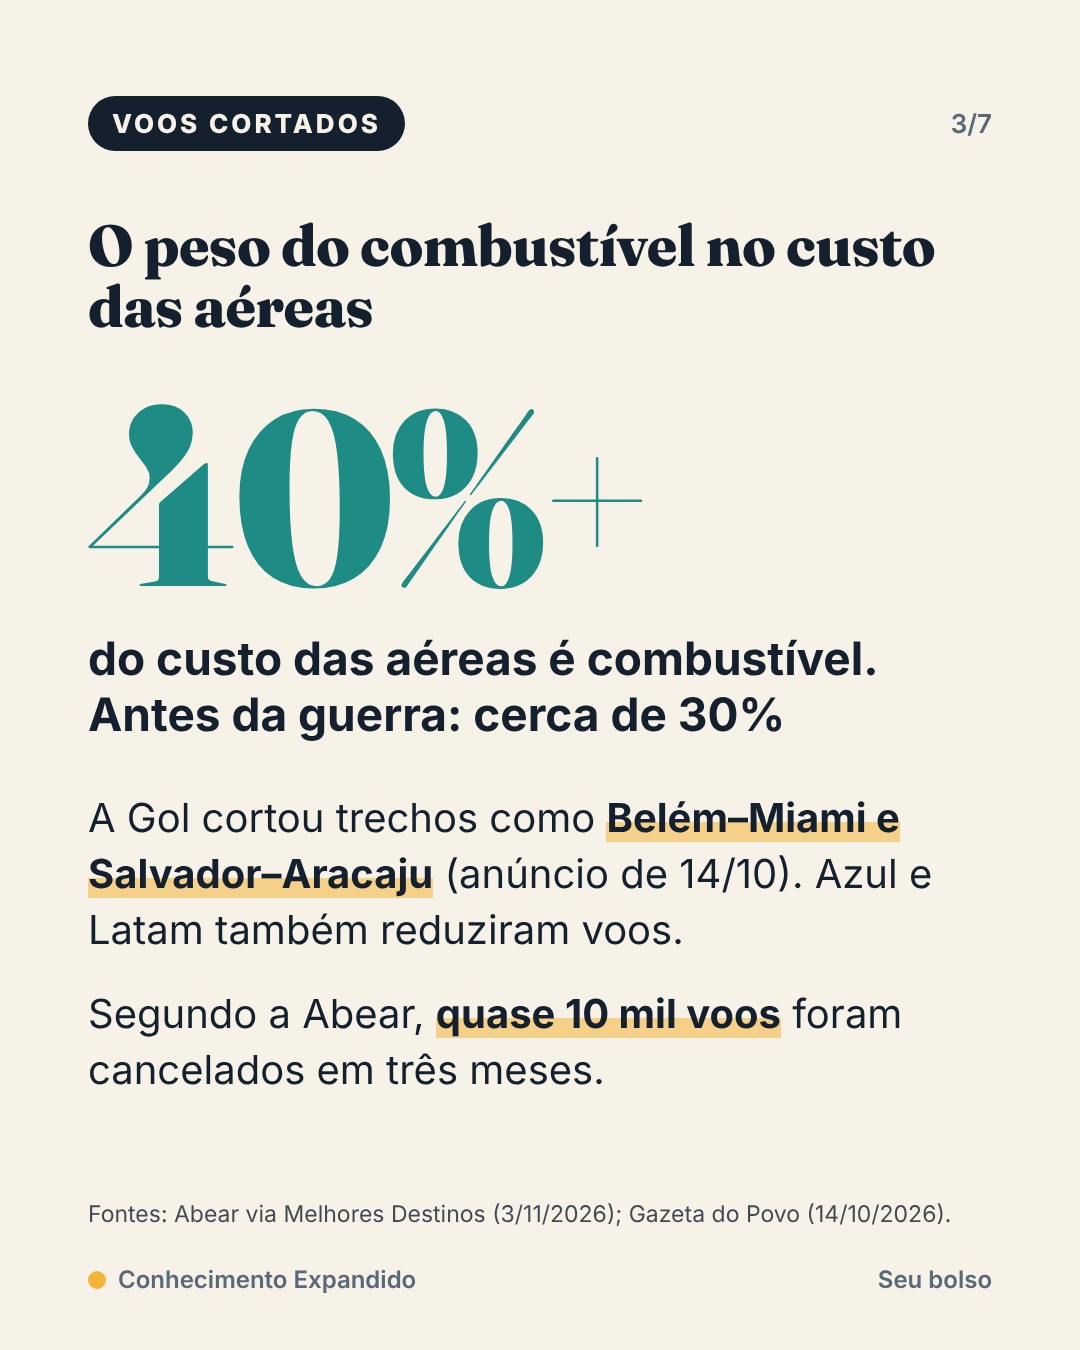 VOOS CORTADOS
3/7
O peso do combustível no custo
das aéreas
40%+
do custo das aéreas é combustível.
Antes da guerra: cerca de 30%
A Gol cortou trechos como Belém–Miami e
Salvador–Aracaju (anúncio de 14/10). Azul e
Latam também reduziram voos.
Segundo a Abear, quase 10 mil voos foram
cancelados em três meses.
Fontes: Abear via Melhores Destinos (3/11/2026); Gazeta do Povo (14/10/2026).
Conhecimento Expandido
Seu bolso